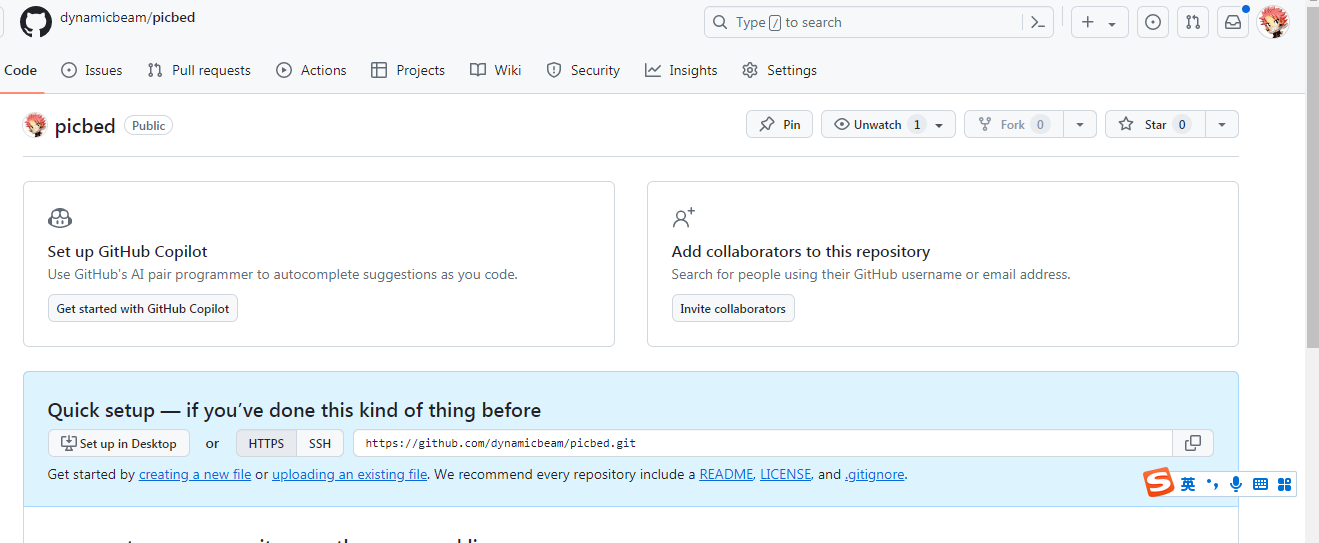 dynamicbeam/picbed
Type / to search
Code Issues Pull requests Actions Projects Wiki Security Insights Settings
picbed Public Pin Unwatch 1 Fork 0 Star 0
Set up GitHub Copilot
Use GitHub's AI pair programmer to autocomplete suggestions as you code.
Get started with GitHub Copilot
Add collaborators to this repository
Search for people using their GitHub username or email address.
Invite collaborators
Quick setup — if you’ve done this kind of thing before
Set up in Desktop or HTTPS SSH https://github.com/dynamicbeam/picbed.git
Get started by creating a new file or uploading an existing file. We recommend every repository include a README, LICENSE, and .gitignore.
英